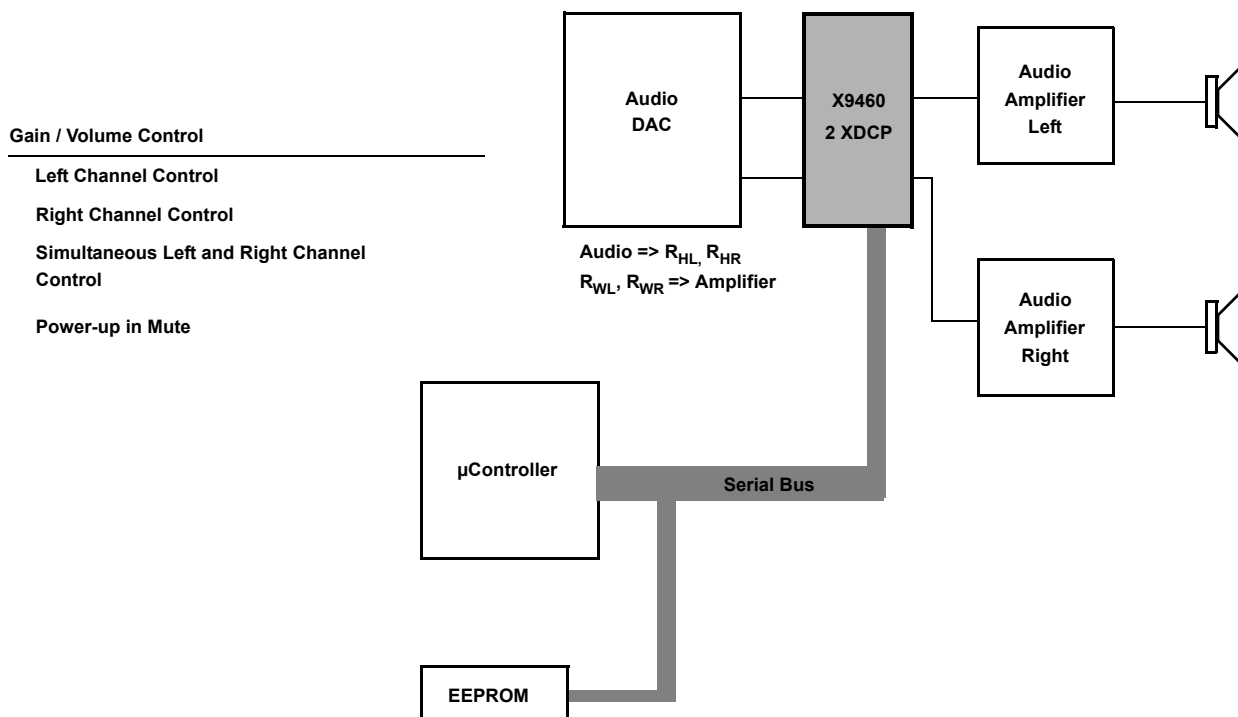 Gain / Volume Control
Left Channel Control
Right Channel Control
Simultaneous Left and Right Channel
Control
Power-up in Mute
Audio
DAC
X9460
2 XDCP
Audio
Amplifier
Left
Audio => RHL, RHR
RWL, RWR => Amplifier
Audio
Amplifier
Right
µController
Serial Bus
EEPROM